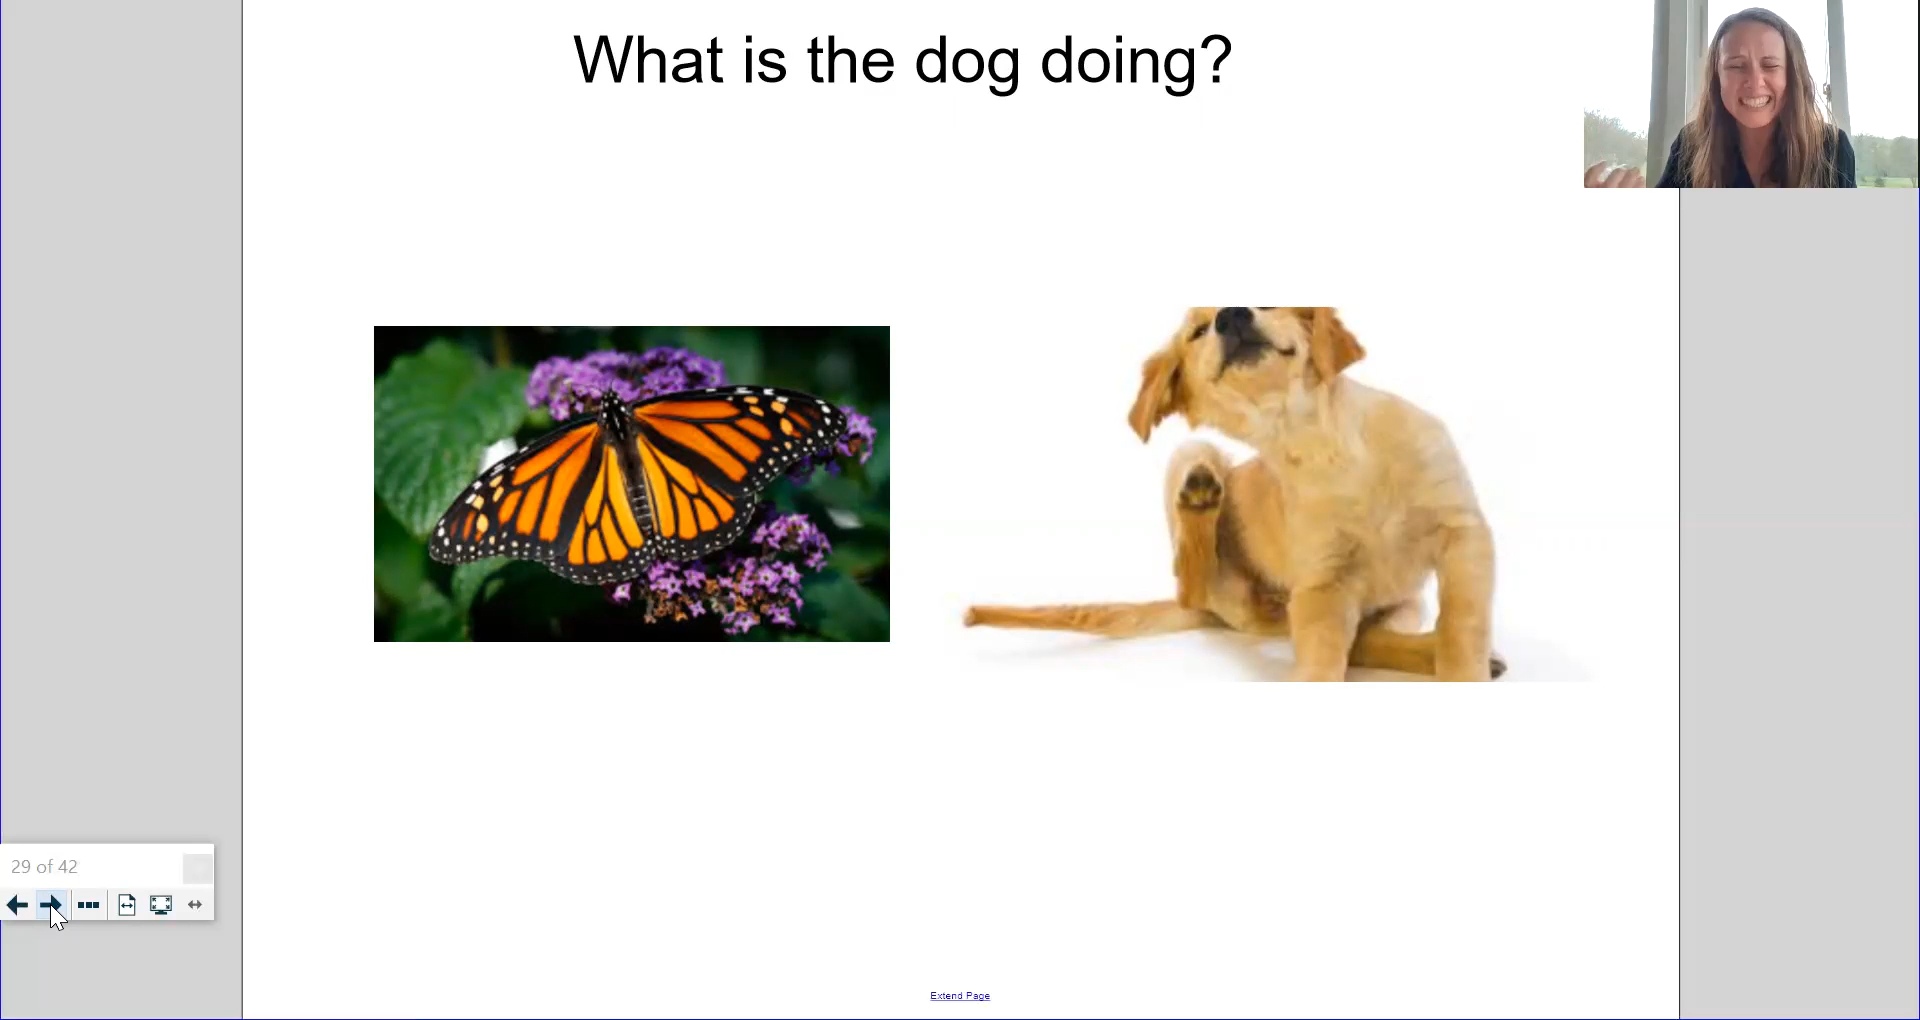 What is the dog doing?
29 of 42
Extend Page